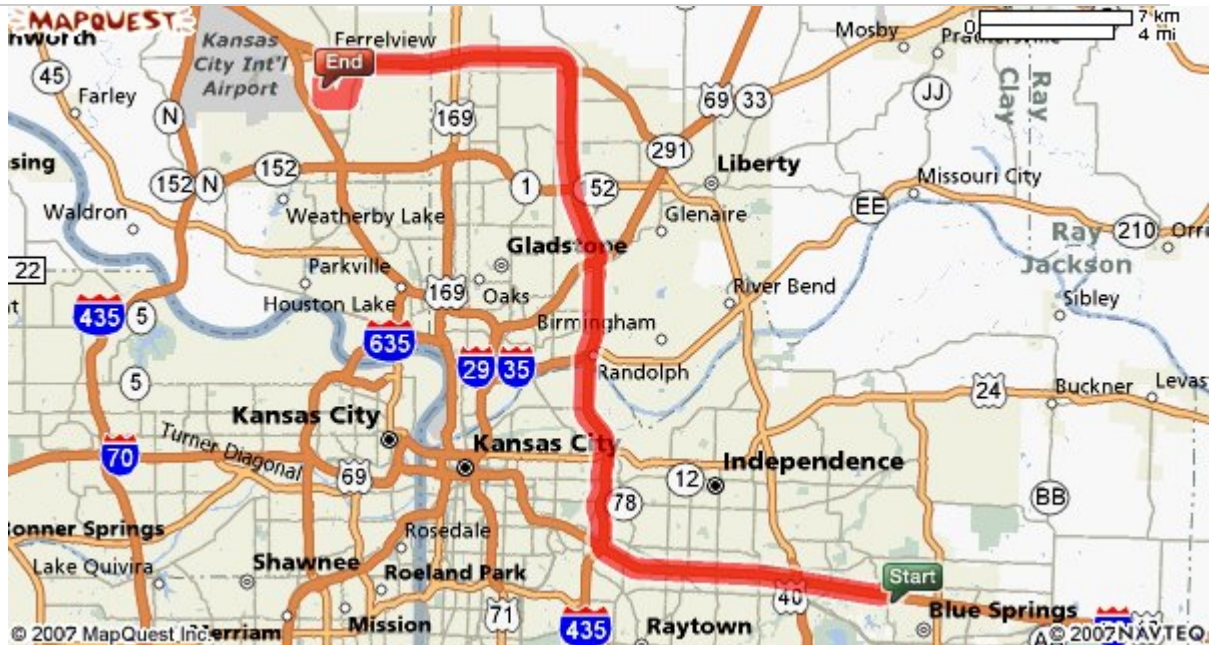 MAPQUEST
Ferrelview
Kansas
City Int'l
Airport
End
0
7 km
4 mi
Mosby
45
Farley
N
169
69
33
JJ
Clay
Ray
291
Liberty
152
152
N
1
152
Missouri City
Waldron
Weatherby Lake
Glenaire
EE
210
Gladstone
Ray
Jackson
22
Parkville
Houston Lake
169
Oaks
River Bend
Sibley
435
5
635
Birmingham
29
35
Randolph
5
24
Buckner
Kansas City
Kansas City
70
Turner Diagonal
69
12
Independence
78
BB
Rosedale
Shawnee
Lake Quivira
Roeland Park
Start
40
Blue Springs
71
Mission
435
Raytown
© 2007 MapQuest Inc.
© 2007 NAVTEQ